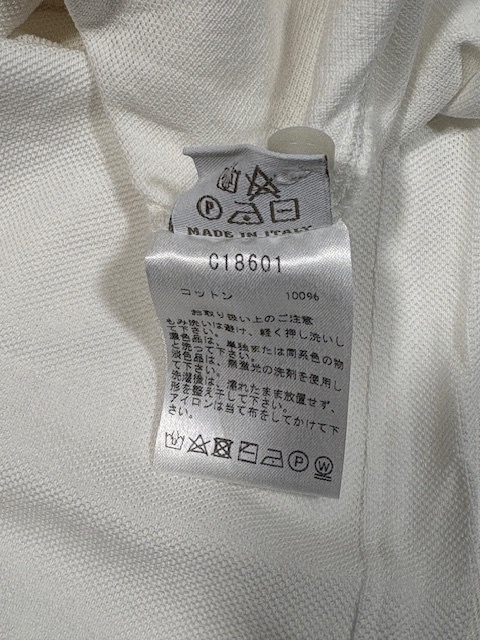 MADE IN ITALY
C18601
コットン 100%
お取り扱い上のご注意
もみ洗いは避け、軽く押し洗いし
て下さい。
濃色品は、単独または同系色の物
と洗って下さい。
淡色品は、無蛍光の洗剤を使用し
て下さい。
洗濯後は、濡れたまま放置せず、
形を整え干して下さい。
アイロンは当て布をしてかけて下
さい。